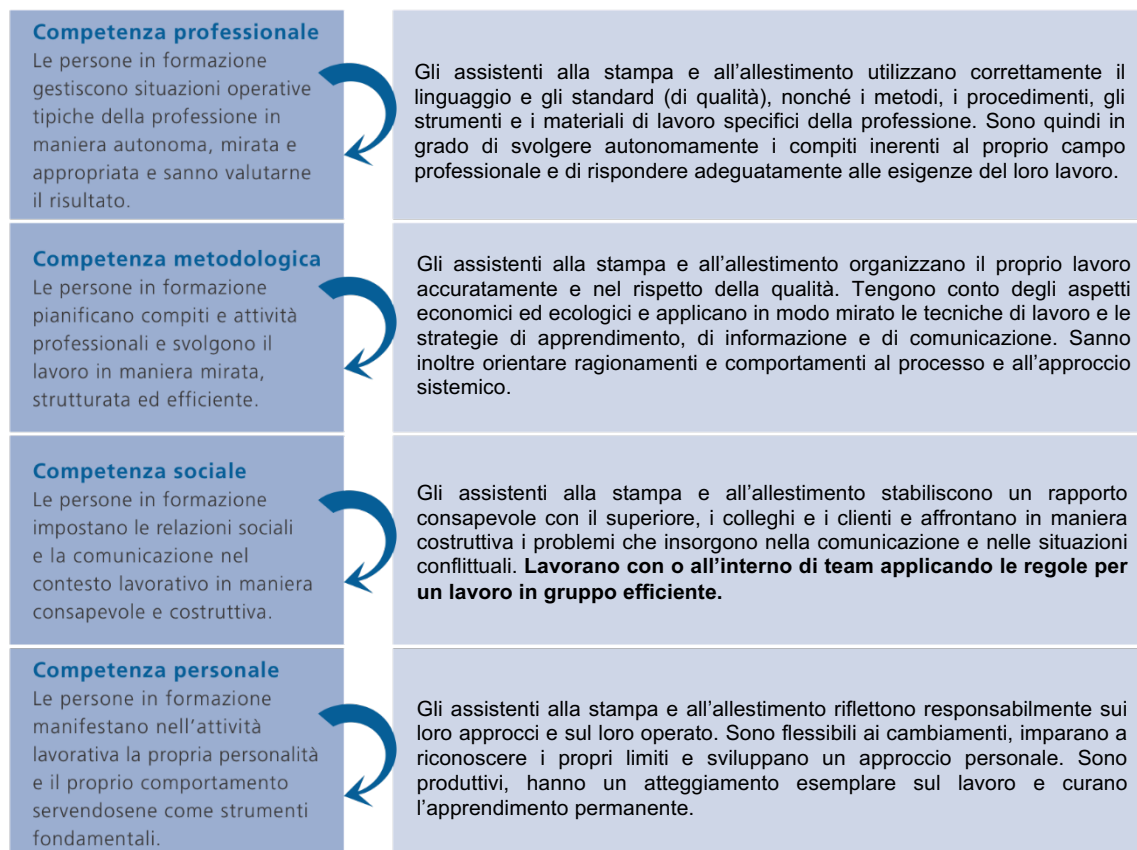 Competenza professionale
Le persone in formazione
gestiscono situazioni operative
tipiche della professione in
maniera autonoma, mirata e
appropriata e sanno valutarne
il risultato.
Gli assistenti alla stampa e all’allestimento utilizzano correttamente il
linguaggio e gli standard (di qualità), nonché i metodi, i procedimenti, gli
strumenti e i materiali di lavoro specifici della professione. Sono quindi in
grado di svolgere autonomamente i compiti inerenti al proprio campo
professionale e di rispondere adeguatamente alle esigenze del loro lavoro.
Competenza metodologica
Le persone in formazione
pianificano compiti e attività
professionali e svolgono il
lavoro in maniera mirata,
strutturata ed efficiente.
Gli assistenti alla stampa e all’allestimento organizzano il proprio lavoro
accuratamente e nel rispetto della qualità. Tengono conto degli aspetti
economici ed ecologici e applicano in modo mirato le tecniche di lavoro e le
strategie di apprendimento, di informazione e di comunicazione. Sanno
inoltre orientare ragionamenti e comportamenti al processo e all’approccio
sistemico.
Competenza sociale
Le persone in formazione
impostano le relazioni sociali
e la comunicazione nel
contesto lavorativo in maniera
consapevole e costruttiva.
Gli assistenti alla stampa e all’allestimento stabiliscono un rapporto
consapevole con il superiore, i colleghi e i clienti e affrontano in maniera
costruttiva i problemi che insorgono nella comunicazione e nelle situazioni
conflittuali. Lavorano con o all’interno di team applicando le regole per
un lavoro in gruppo efficiente.
Competenza personale
Le persone in formazione
manifestano nell’attività
lavorativa la propria personalità
e il proprio comportamento
servendosene come strumenti
fondamentali.
Gli assistenti alla stampa e all’allestimento riflettono responsabilmente sui
loro approcci e sul loro operato. Sono flessibili ai cambiamenti, imparano a
riconoscere i propri limiti e sviluppano un approccio personale. Sono
produttivi, hanno un atteggiamento esemplare sul lavoro e curano
l’apprendimento permanente.